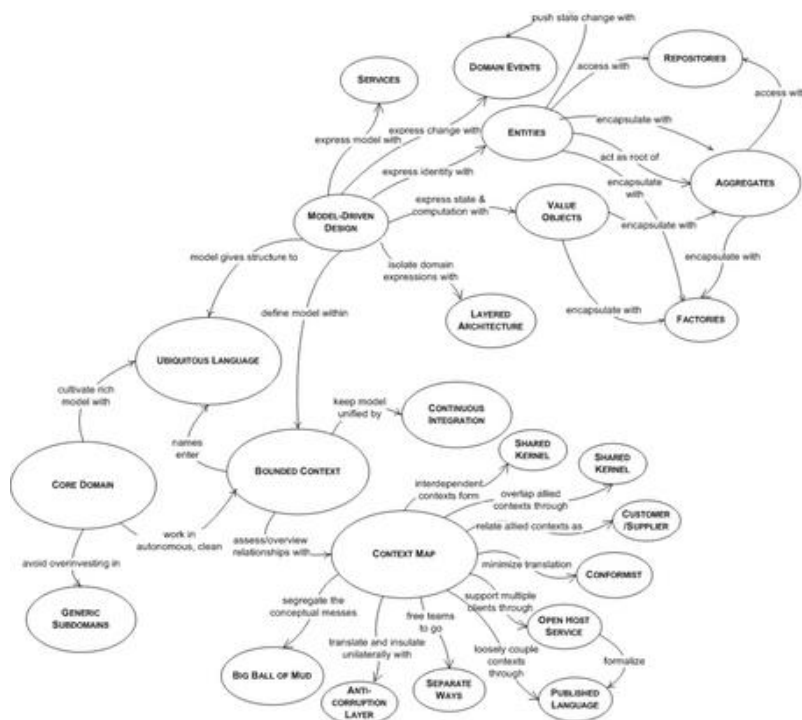 push state change with
DOMAIN EVENTS
REPOSITORIES
access with
SERVICES
access with
express model with
express change with
ENTITIES
encapsulate with
act as root of
express identity with
encapsulate
with
AGGREGATES
MODEL-DRIVEN
DESIGN
express state &
computation with
VALUE
OBJECTS
encapsulate with
model gives structure to
isolate domain
expressions with
encapsulate with
define model within
LAYERED
ARCHITECTURE
encapsulate with
FACTORIES
UBIQUITOUS LANGUAGE
cultivate rich
model with
keep model
unified by
CONTINUOUS
INTEGRATION
names
enter
BOUNDED CONTEXT
CORE DOMAIN
SHARED
KERNEL
SHARED
KERNEL
interdependent
contexts form
overlap allied
contexts through
work in
autonomous, clean
assess/overview
relationships with
relate allied contexts as
CUSTOMER
/SUPPLIER
CONTEXT MAP
avoid overinvesting in
minimize translation
CONFORMIST
GENERIC
SUBDOMAINS
segregate the
conceptual messes
free teams
to go
support multiple
clients through
OPEN HOST
SERVICE
translate and insulate
unilaterally with
loosely couple
contexts
through
formalize
BIG BALL OF MUD
ANTI-
CORRUPTION
LAYER
SEPARATE
WAYS
PUBLISHED
LANGUAGE